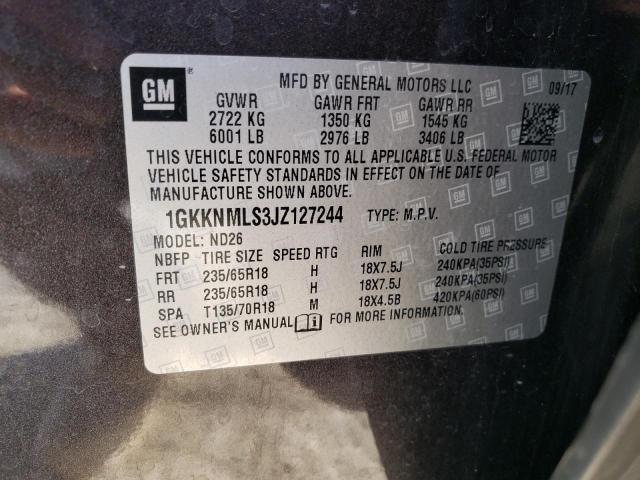 GM
MFD BY GENERAL MOTORS LLC 09/17
GVWR GAWR FRT GAWR RR
2722 KG 1350 KG 1545 KG
6001 LB 2976 LB 3406 LB
THIS VEHICLE CONFORMS TO ALL APPLICABLE U.S. FEDERAL MOTOR
VEHICLE SAFETY STANDARDS IN EFFECT ON THE DATE OF
MANUFACTURE SHOWN ABOVE.
1GKKNMLS3JZ127244 TYPE: M.P.V.
MODEL: ND26
NBFP TIRE SIZE SPEED RTG RIM COLD TIRE PRESSURE
FRT 235/65R18 H 18X7.5J 240KPA(35PSI)
RR 235/65R18 H 18X7.5J 240KPA(35PSI)
SPA T135/70R18 M 18X4.5B 420KPA(60PSI)
SEE OWNER'S MANUAL FOR MORE INFORMATION.